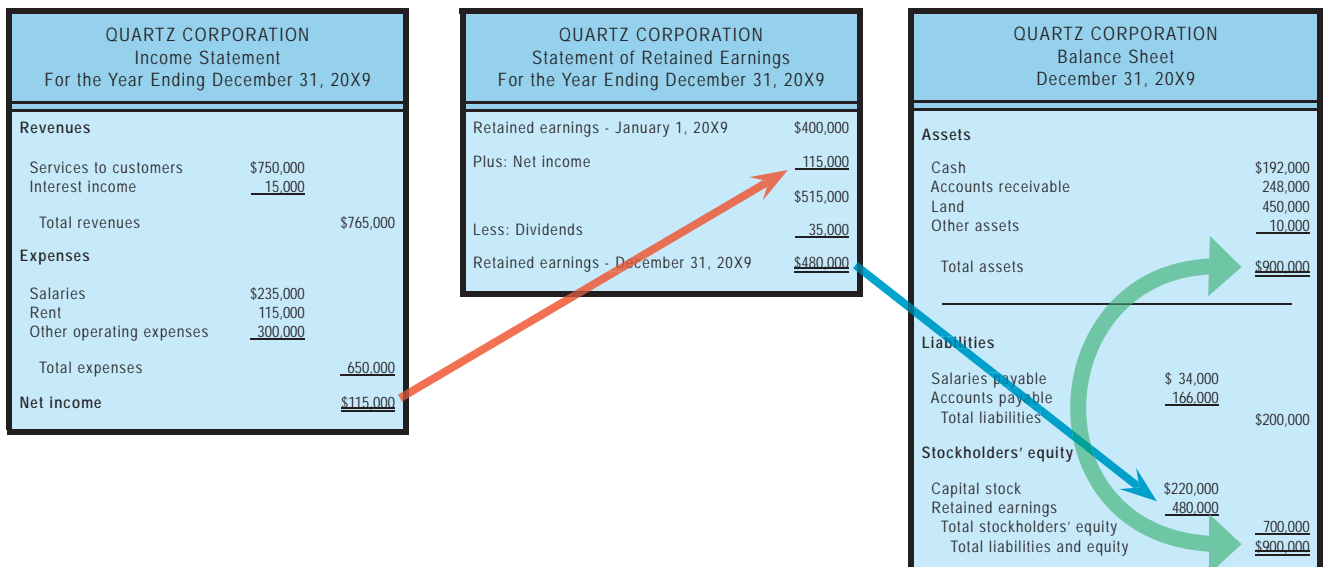 QUARTZ CORPORATION
Income Statement
For the Year Ending December 31, 20X9
Revenues
Services to customers $750,000
Interest income 15,000
Total revenues $765,000
Expenses
Salaries $235,000
Rent 115,000
Other operating expenses 300,000
Total expenses 650,000
Net income $115,000
QUARTZ CORPORATION
Statement of Retained Earnings
For the Year Ending December 31, 20X9
Retained earnings - January 1, 20X9 $400,000
Plus: Net income 115,000
$515,000
Less: Dividends 35,000
Retained earnings - December 31, 20X9 $480,000
QUARTZ CORPORATION
Balance Sheet
December 31, 20X9
Assets
Cash $192,000
Accounts receivable 248,000
Land 450,000
Other assets 10,000
Total assets $900,000
Liabilities
Salaries payable $ 34,000
Accounts payable 166,000
Total liabilities $200,000
Stockholders' equity
Capital stock $220,000
Retained earnings 480,000
Total stockholders' equity 700,000
Total liabilities and equity $900,000